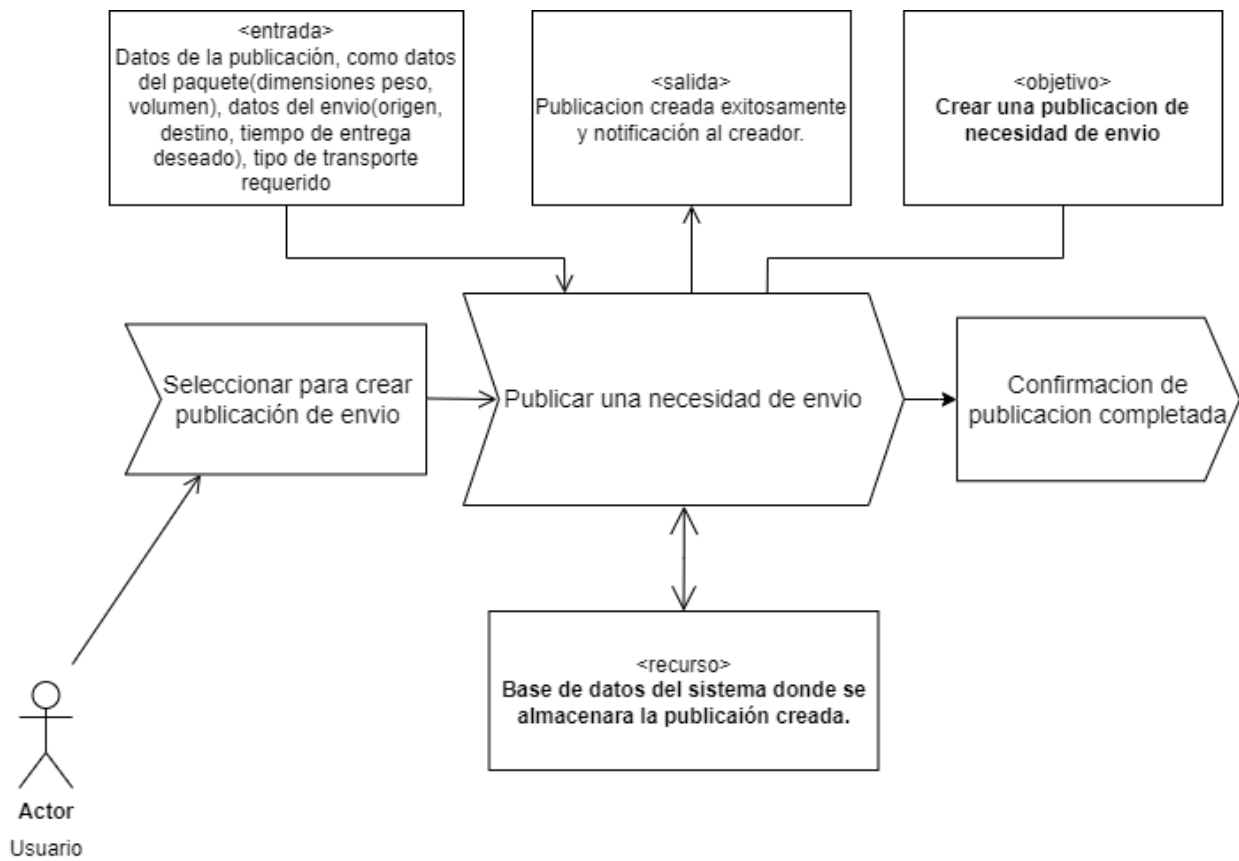 <entrada>
Datos de la publicación, como datos
del paquete(dimensiones peso,
volumen), datos del envio(origen,
destino, tiempo de entrega
deseado), tipo de transporte
requerido
<salida>
Publicacion creada exitosamente
y notificación al creador.
<objetivo>
Crear una publicacion de
necesidad de envio
Seleccionar para crear
publicación de envio
Publicar una necesidad de envio
Confirmacion de
publicacion completada
<recurso>
Base de datos del sistema donde se
almacenara la publicaión creada.
Actor
Usuario